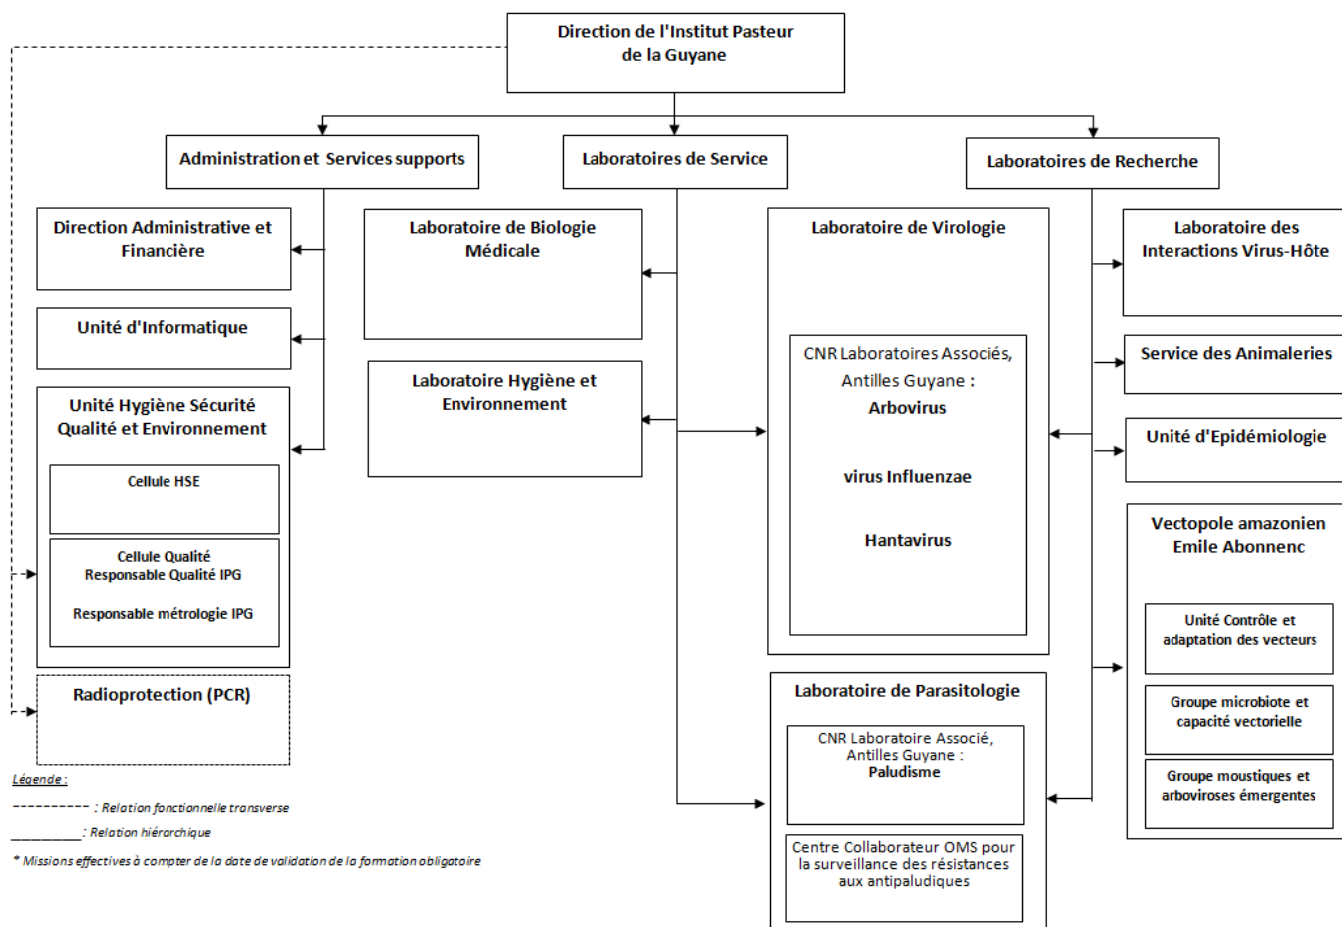 Direction de l'Institut Pasteur
de la Guyane
Administration et Services supports
Laboratoires de Service
Laboratoires de Recherche
Direction Administrative et
Financière
Unité d'Informatique
Unité Hygiène Sécurité
Qualité et Environnement
Cellule HSE
Cellule Qualité
Responsable Qualité IPG
Responsable métrologie IPG
Radioprotection (PCR)
Laboratoire de Biologie
Médicale
Laboratoire Hygiène et
Environnement
Laboratoire de Virologie
CNR Laboratoires Associés,
Antilles Guyane :
Arbovirus
virus Influenzae
Hantavirus
Laboratoire de Parasitologie
CNR Laboratoire Associé,
Antilles Guyane :
Paludisme
Centre Collaborateur OMS pour
la surveillance des résistances
aux antipaludiques
Laboratoire des
Interactions Virus-Hôte
Service des Animaleries
Unité d'Epidémiologie
Vectopole amazonien
Emile Abonnenc
Unité Contrôle et
adaptation des vecteurs
Groupe microbiote et
capacité vectorielle
Groupe moustiques et
arboviroses émergentes
Légende :
------------ : Relation fonctionnelle transverse
__________ : Relation hiérarchique
* Missions effectives à compter de la date de validation de la formation obligatoire